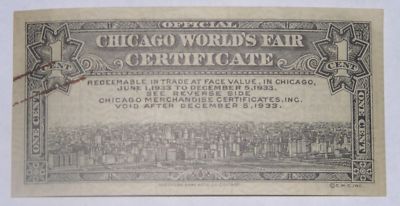 OFFICIAL
CHICAGO WORLD'S FAIR
CERTIFICATE
1 CENT
1 CENT
REDEEMABLE IN TRADE AT FACE VALUE, IN CHICAGO,
JUNE 1, 1933 TO DECEMBER 5, 1933.
SEE REVERSE SIDE
CHICAGO MERCHANDISE CERTIFICATES, INC.
VOID AFTER DECEMBER 5, 1933.
ONE CENT
ONE CENT
©C.M.C. INC.